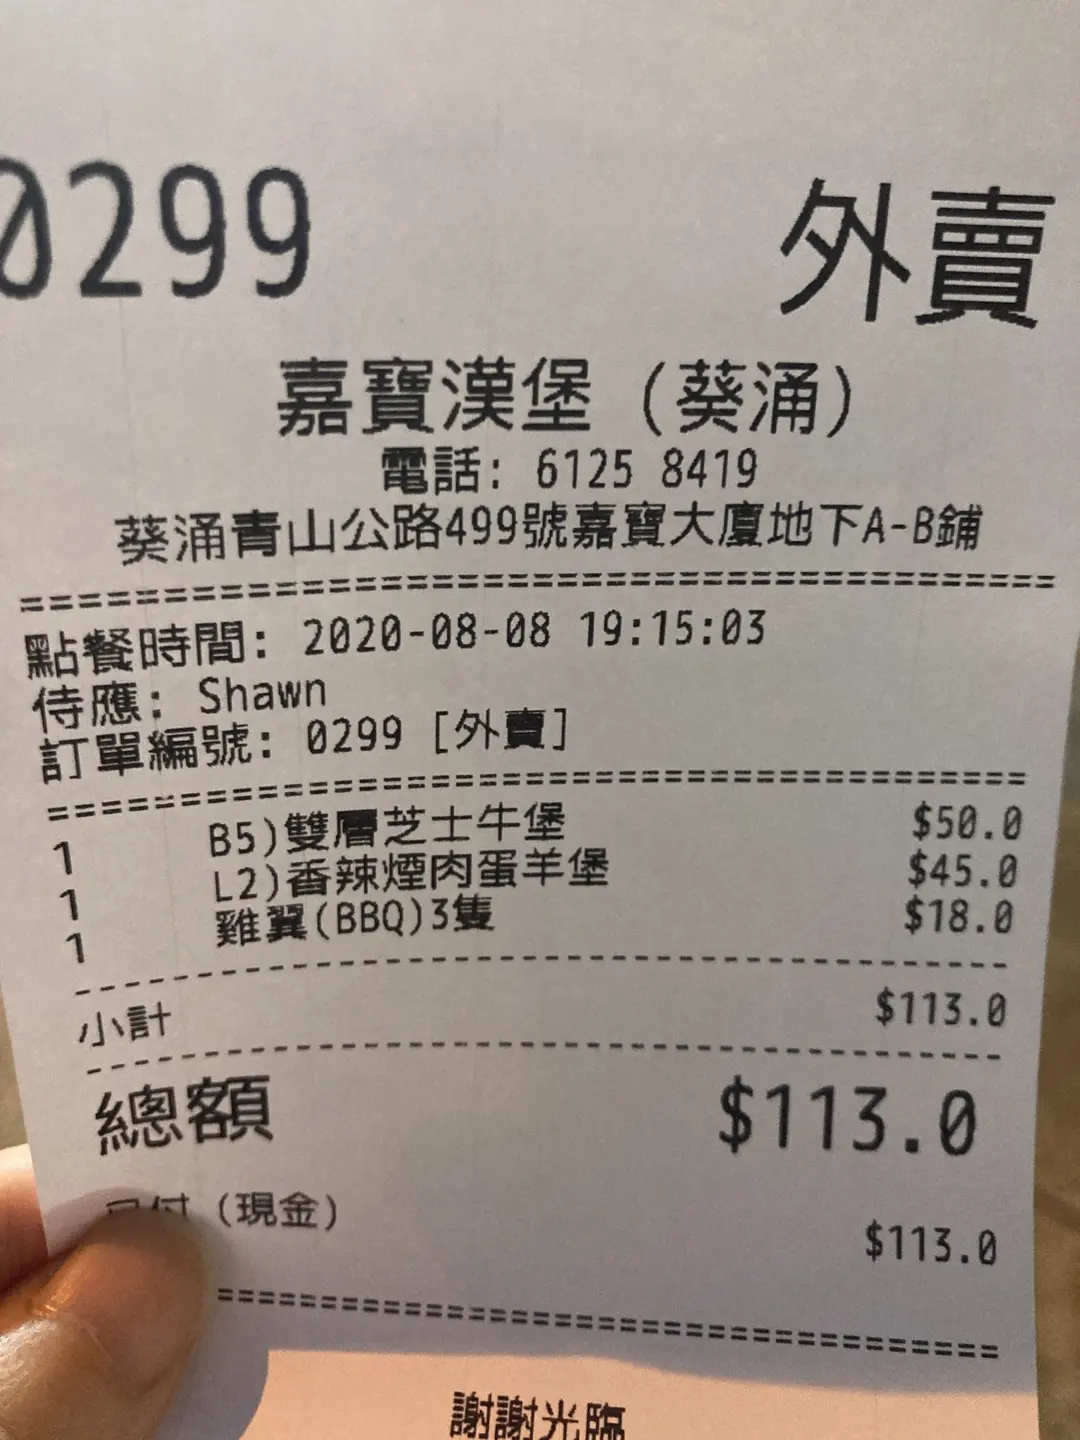 0299 外賣
嘉寶漢堡 (葵涌)
電話: 6125 8419
葵涌青山公路499號嘉寶大廈地下A-B鋪
==================================
點餐時間: 2020-08-08 19:15:03
侍應: Shawn
訂單編號: 0299 [外賣]
==================================
1 B5)雙層芝士牛堡 $50.0
1 L2)香辣煙肉蛋羊堡 $45.0
1 雞翼(BBQ)3隻 $18.0
----------------------------------
小計 $113.0
----------------------------------
總額 $113.0
已付 (現金) $113.0
==================================
謝謝光臨